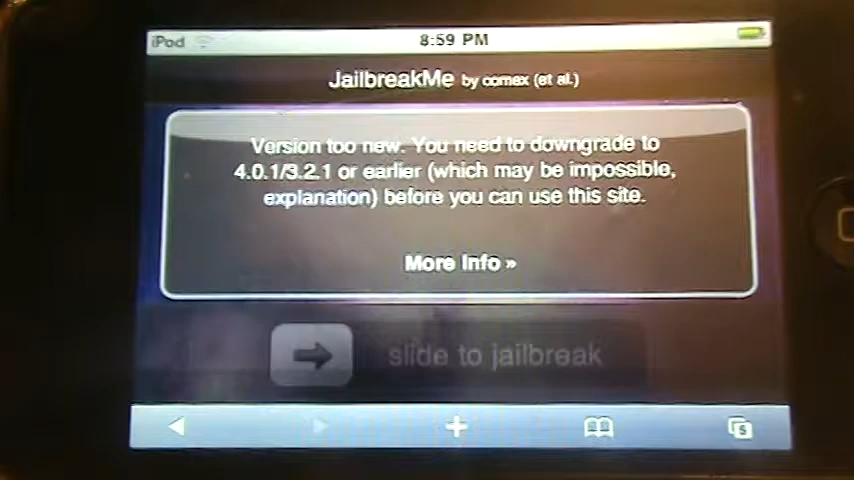 iPod 8:59 PM
JailbreakMe by comex (et al.)
Version too new. You need to downgrade to
4.0.1/3.2.1 or earlier (which may be impossible,
explanation) before you can use this site.
More Info »
slide to jailbreak
5